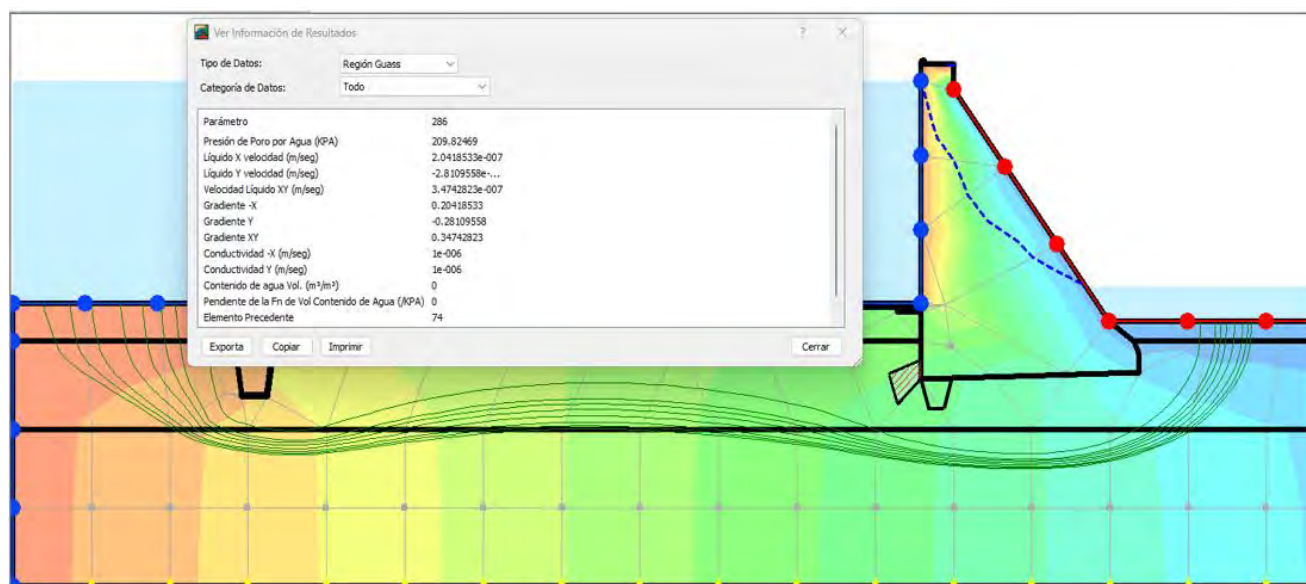 Ver Información de Resultados ? X
Tipo de Datos: Región Guass
Categoría de Datos: Todo
Parámetro 286
Presión de Poro por Agua (KPA) 209.82469
Líquido X velocidad (m/seg) 2.0418533e-007
Líquido Y velocidad (m/seg) -2.8109558e-...
Velocidad Líquido XY (m/seg) 3.4742823e-007
Gradiente -X 0.20418533
Gradiente Y -0.28109558
Gradiente XY 0.34742823
Conductividad -X (m/seg) 1e-006
Conductividad Y (m/seg) 1e-006
Contenido de agua Vol. (m³/m³) 0
Pendiente de la Fn de Vol Contenido de Agua (/KPA) 0
Elemento Precedente 74
Exporta Copiar Imprimir Cerrar